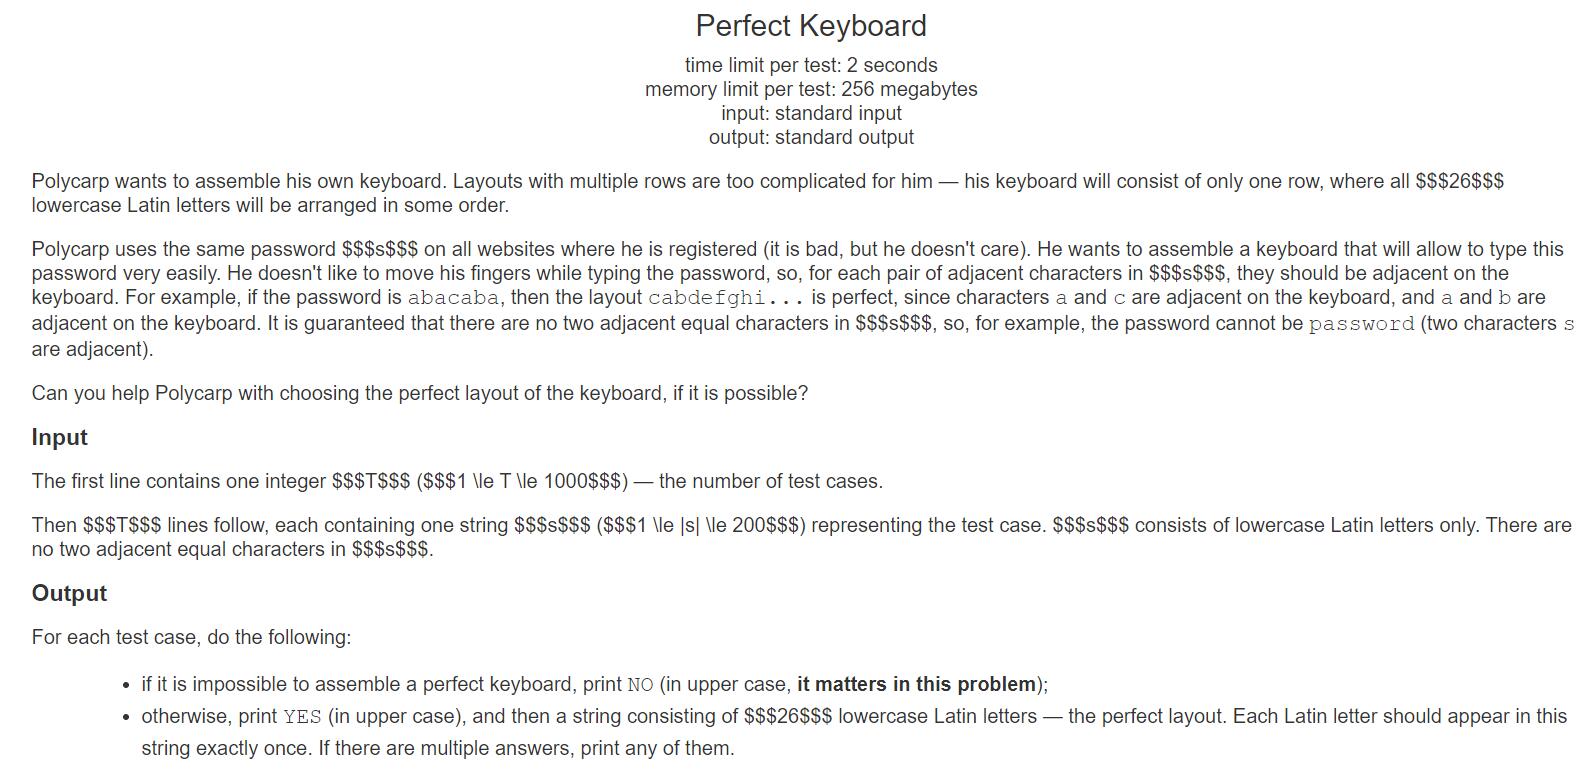 Perfect Keyboard
time limit per test: 2 seconds
memory limit per test: 256 megabytes
input: standard input
output: standard output
Polycarp wants to assemble his own keyboard. Layouts with multiple rows are too complicated for him — his keyboard will consist of only one row, where all $$$26$$$
lowercase Latin letters will be arranged in some order.
Polycarp uses the same password $$$s$$$ on all websites where he is registered (it is bad, but he doesn't care). He wants to assemble a keyboard that will allow to type this
password very easily. He doesn't like to move his fingers while typing the password, so, for each pair of adjacent characters in $$$s$$$, they should be adjacent on the
keyboard. For example, if the password is abacaba, then the layout cabdefghi... is perfect, since characters a and c are adjacent on the keyboard, and a and b are
adjacent on the keyboard. It is guaranteed that there are no two adjacent equal characters in $$$s$$$, so, for example, the password cannot be password (two characters s
are adjacent).
Can you help Polycarp with choosing the perfect layout of the keyboard, if it is possible?
Input
The first line contains one integer $$$T$$$ ($$$1 \le T \le 1000$$$) — the number of test cases.
Then $$$T$$$ lines follow, each containing one string $$$s$$$ ($$$1 \le |s| \le 200$$$) representing the test case. $$$s$$$ consists of lowercase Latin letters only. There are
no two adjacent equal characters in $$$s$$$.
Output
For each test case, do the following:
• if it is impossible to assemble a perfect keyboard, print NO (in upper case, it matters in this problem);
• otherwise, print YES (in upper case), and then a string consisting of $$$26$$$ lowercase Latin letters — the perfect layout. Each Latin letter should appear in this
string exactly once. If there are multiple answers, print any of them.